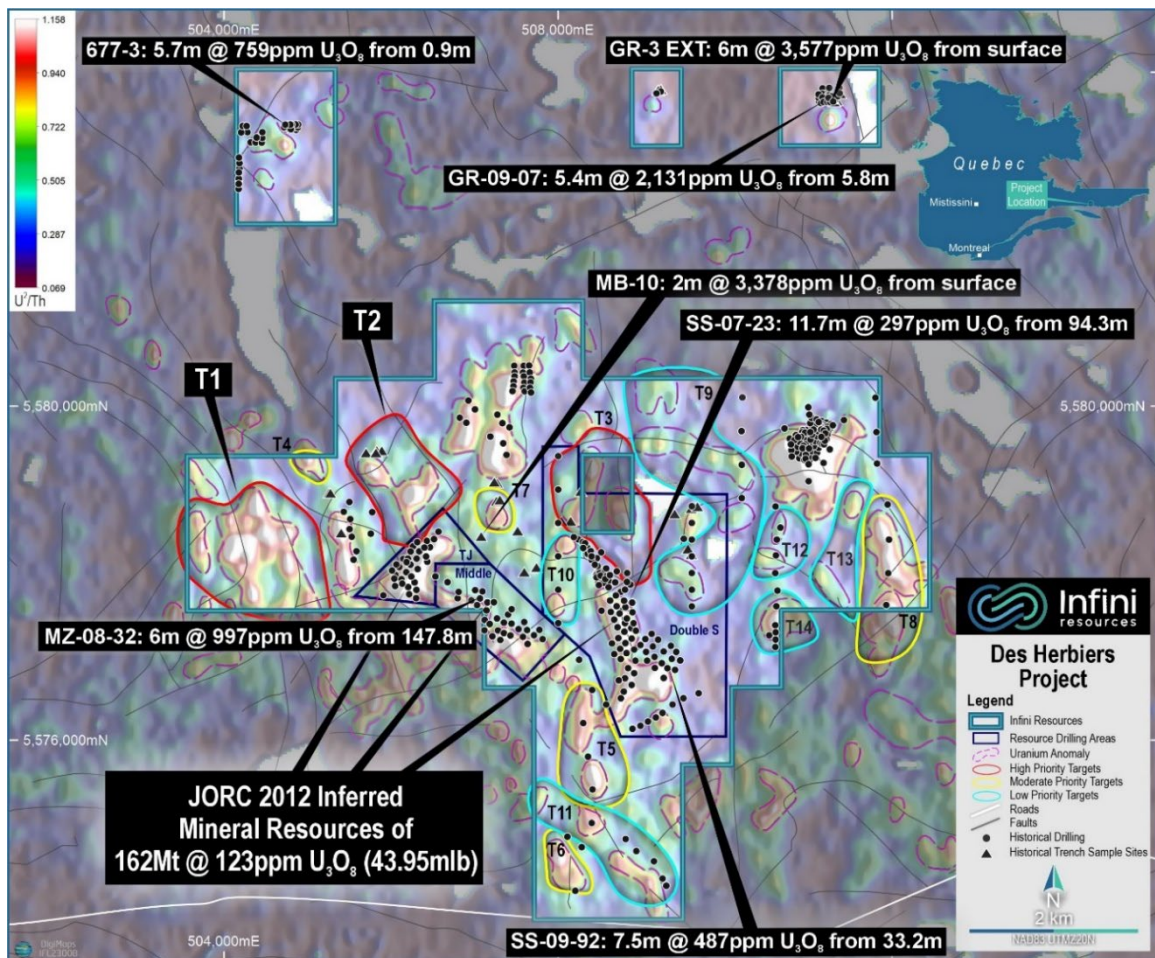 1.158
0.940
0.722
0.505
0.287
0.069
U²/Th
504,000mE
508,000mE
677-3: 5.7m @ 759ppm U₃O₈ from 0.9m
GR-3 EXT: 6m @ 3,577ppm U₃O₈ from surface
GR-09-07: 5.4m @ 2,131ppm U₃O₈ from 5.8m
Quebec
Project
Location
Mistissini
Montreal
MB-10: 2m @ 3,378ppm U₃O₈ from surface
SS-07-23: 11.7m @ 297ppm U₃O₈ from 94.3m
T2
T1
5,580,000mN
5,580,000mN
T9
T3
T4
T7
TJ
Middle
T10
T12
T13
Double S
T14
T8
MZ-08-32: 6m @ 997ppm U₃O₈ from 147.8m
5,576,000mN
T5
T11
T6
JORC 2012 Inferred
Mineral Resources of
162Mt @ 123ppm U₃O₈ (43.95mlb)
SS-09-92: 7.5m @ 487ppm U₃O₈ from 33.2m
504,000mE
DigiMaps
Infini
resources
Des Herbiers
Project
Legend
Infini Resources
Resource Drilling Areas
Uranium Anomaly
High Priority Targets
Moderate Priority Targets
Low Priority Targets
Roads
Faults
Historical Drilling
Historical Trench Sample Sites
N
2 km
NAD83 UTMZ20N